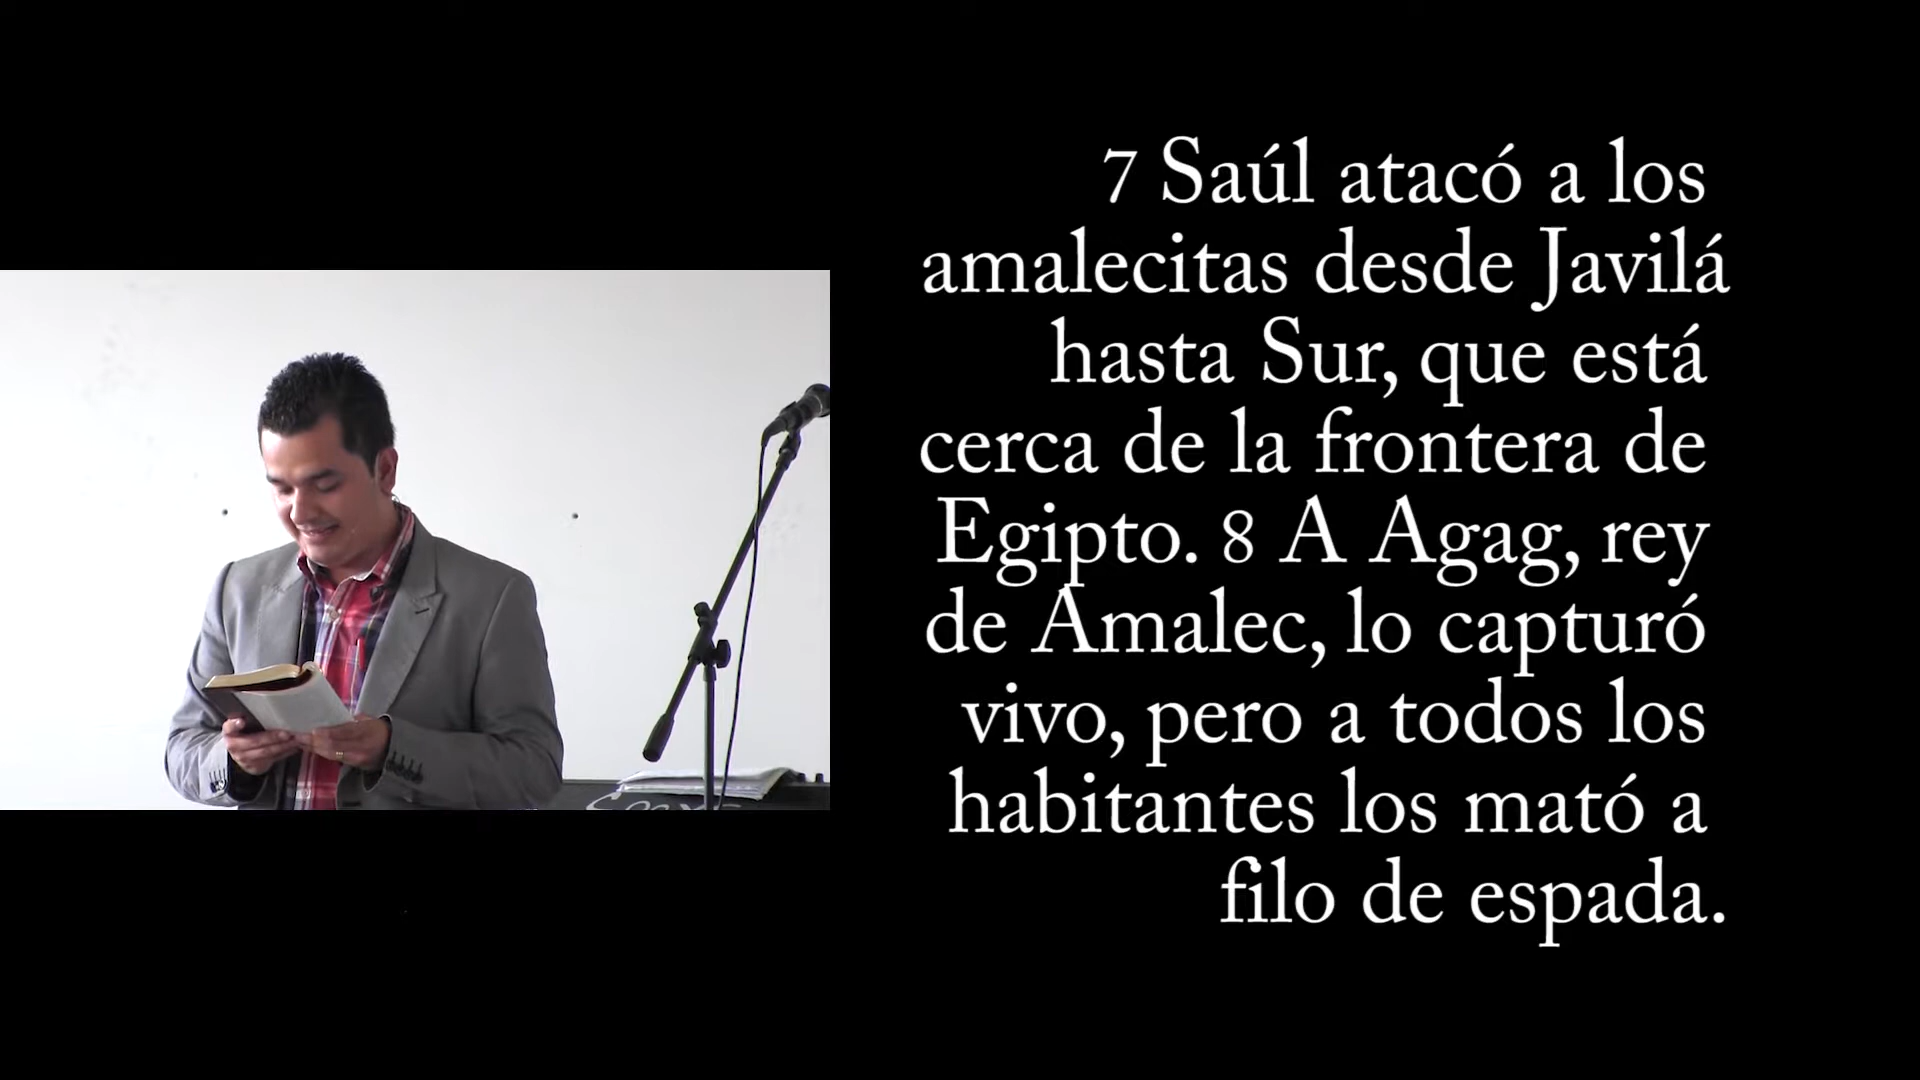 7 Saúl atacó a los
amalecitas desde Javilá
hasta Sur, que está
cerca de la frontera de
Egipto. 8 A Agag, rey
de Amalec, lo capturó
vivo, pero a todos los
habitantes los mató a
filo de espada.